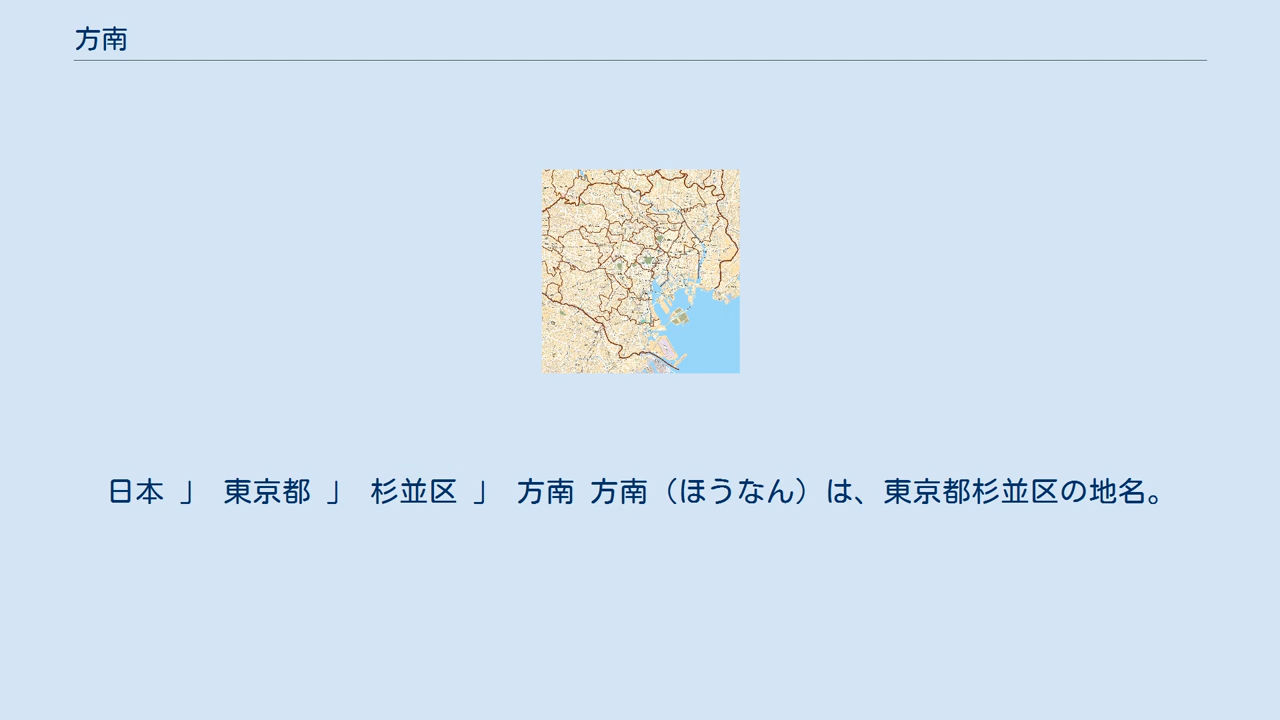 方南
日本 」 東京都 」 杉並区 」 方南 方南（ほうなん）は、東京都杉並区の地名。